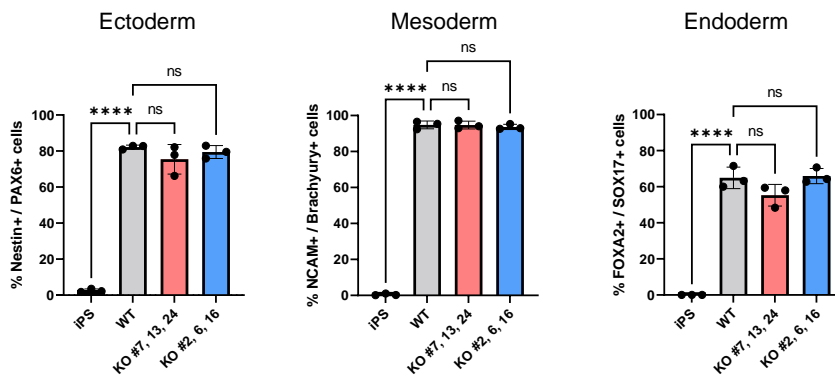 Ectoderm
ns
**** ns
% Nestin+ / PAX6+ cells
100
80
60
40
20
0
iPS
WT
KO #7, 13, 24
KO #2, 6, 16
Mesoderm
ns
**** ns
% NCAM+ / Brachyury+ cells
100
80
60
40
20
0
iPS
WT
KO #7, 13, 24
KO #2, 6, 16
Endoderm
ns
**** ns
% FOXA2+ / SOX17+ cells
100
80
60
40
20
0
iPS
WT
KO #7, 13, 24
KO #2, 6, 16